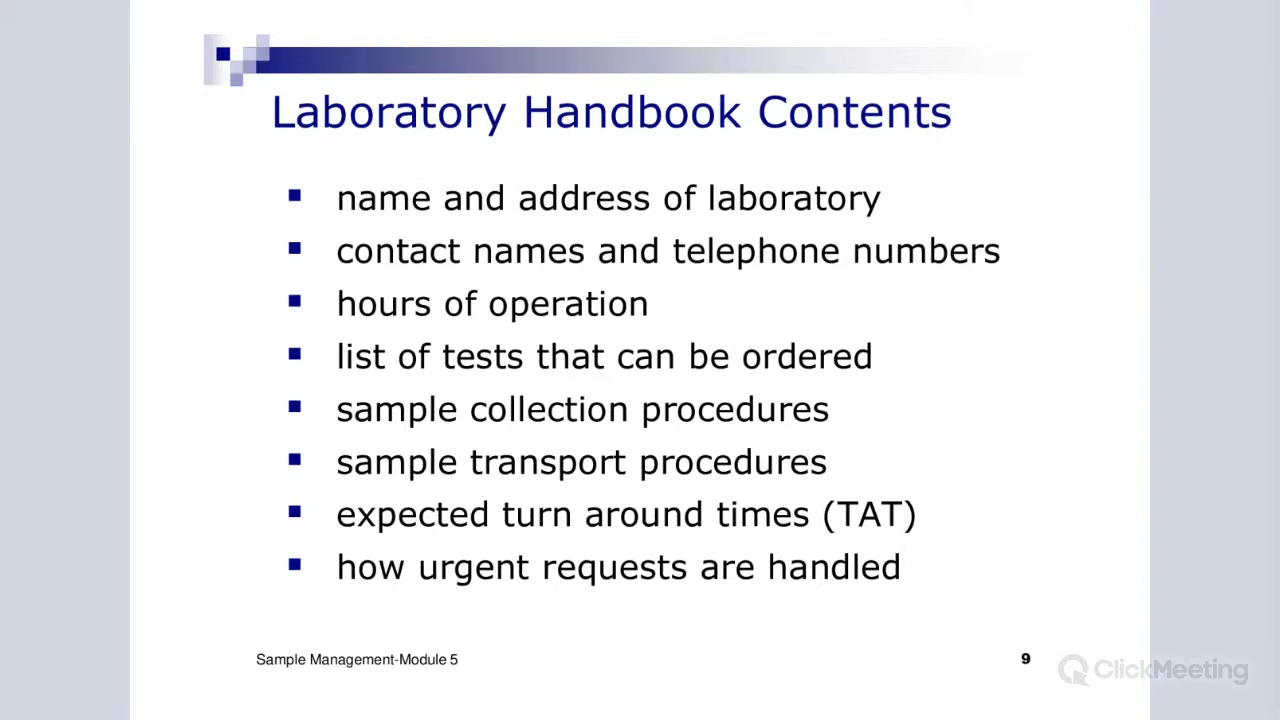 Laboratory Handbook Contents
name and address of laboratory
contact names and telephone numbers
hours of operation
list of tests that can be ordered
sample collection procedures
sample transport procedures
expected turn around times (TAT)
how urgent requests are handled
Sample Management-Module 5
9
ClickMeeting